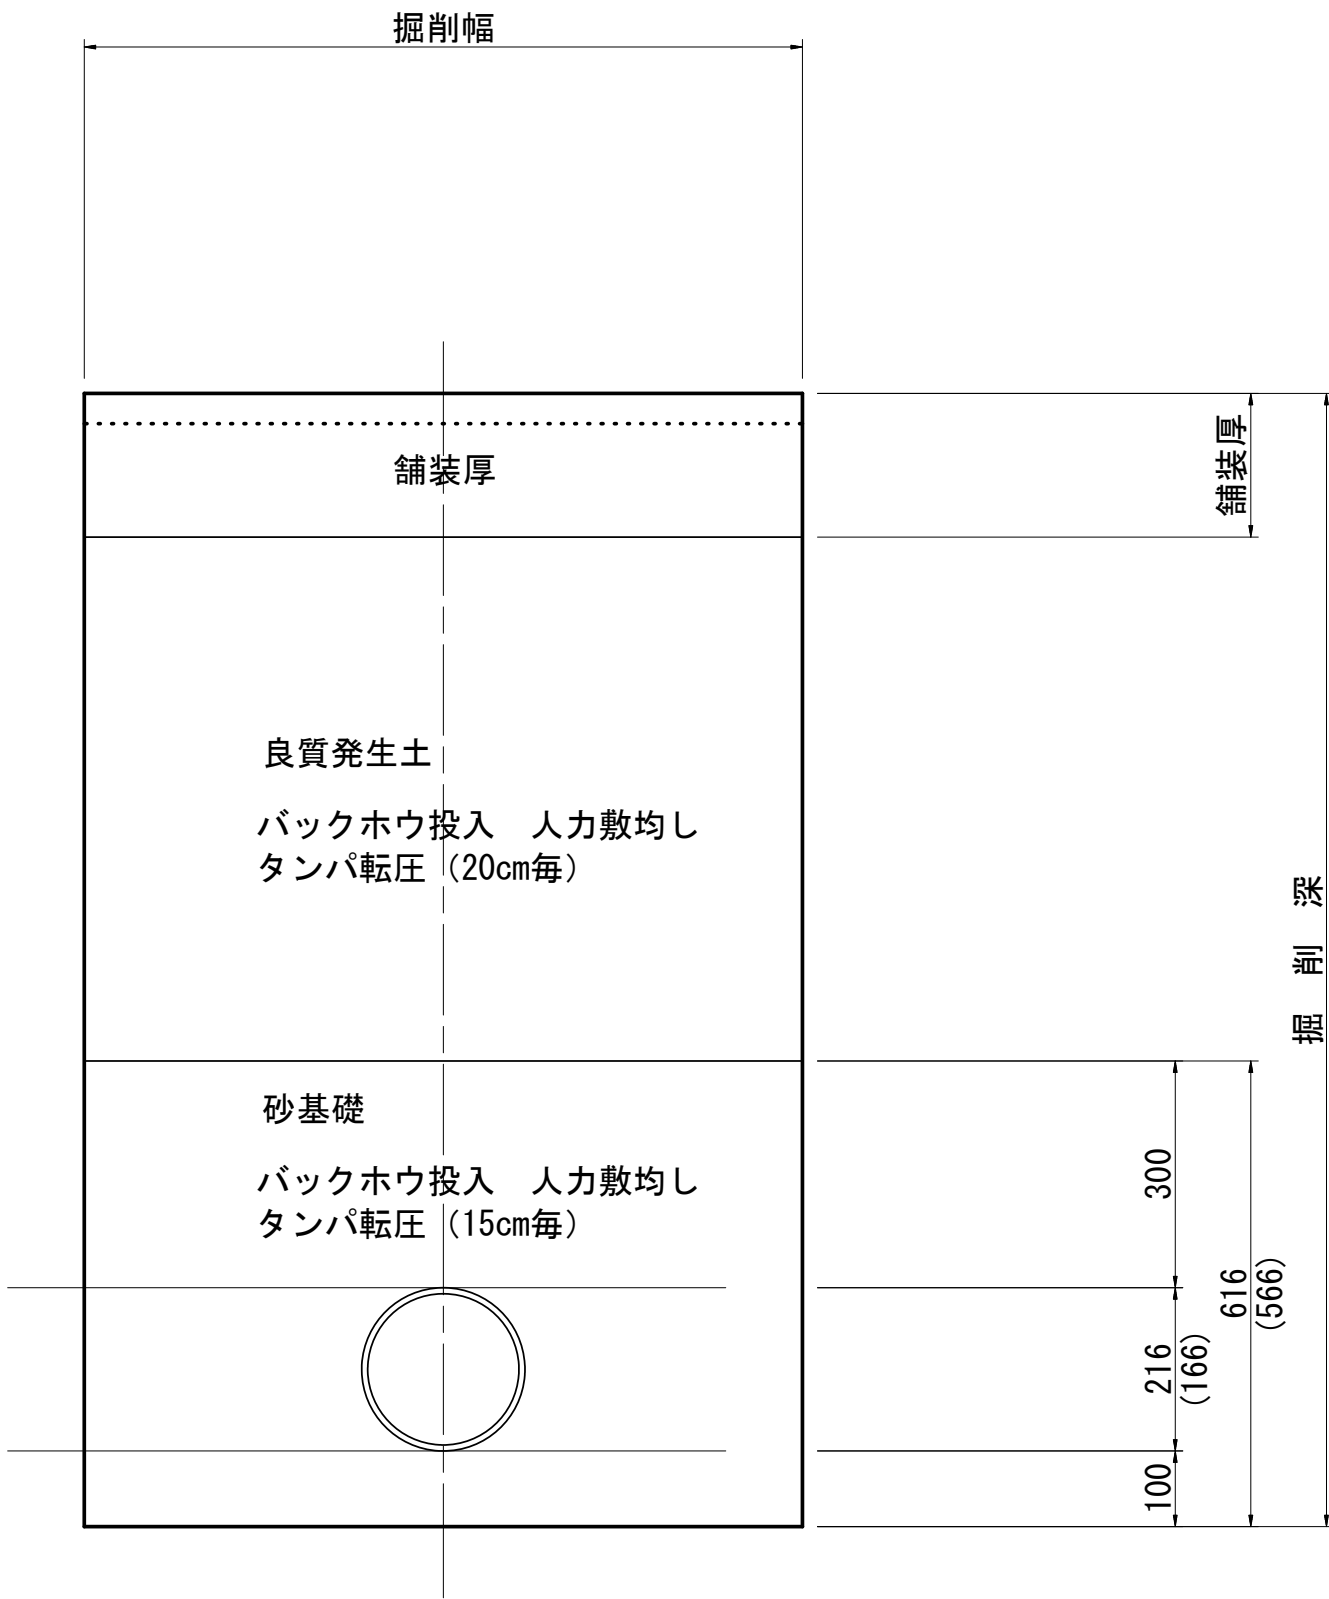 掘削幅
舗装厚
舗装厚
良質発生土
バックホウ投入　人力敷均し
タンパ転圧（20cm毎）
掘　削　深
砂基礎
バックホウ投入　人力敷均し
タンパ転圧（15cm毎）
300
616
(566)
216
(166)
100